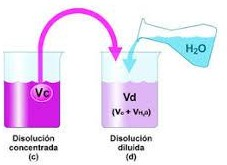 H₂O
Vc
Vd
(Vc + VH₂O)
Disolución
concentrada
(c)
Disolución
diluida
(d)